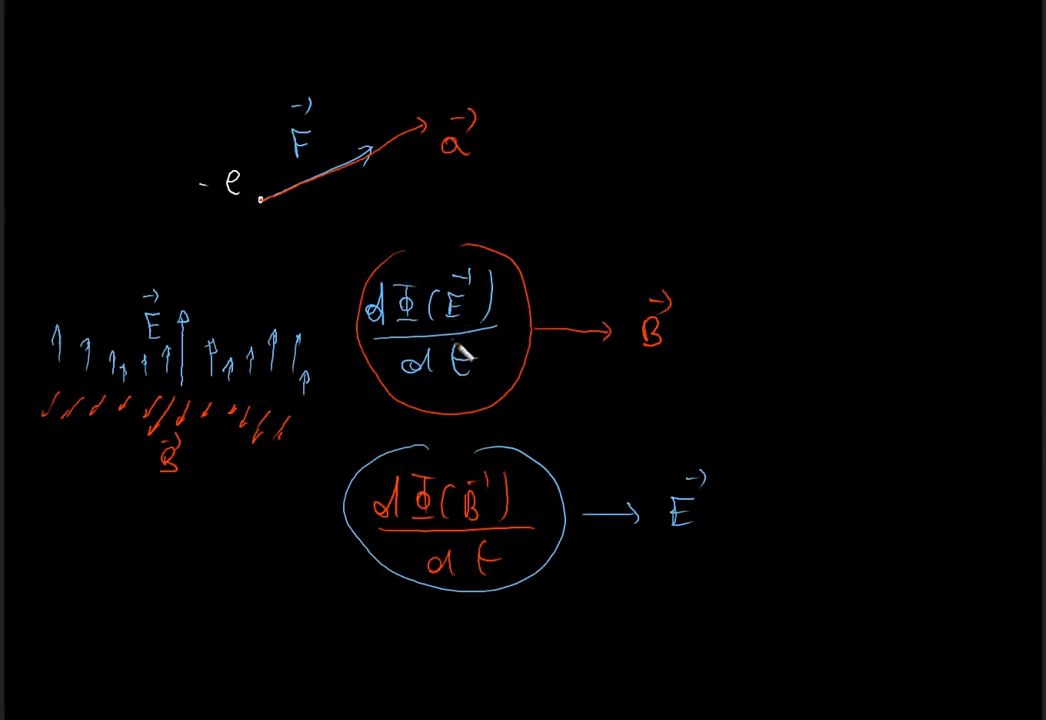 F⃗
a⃗
- e
E⃗
dΦ(E⃗)
dt
B⃗
B⃗
dΦ(B⃗)
dt
E⃗